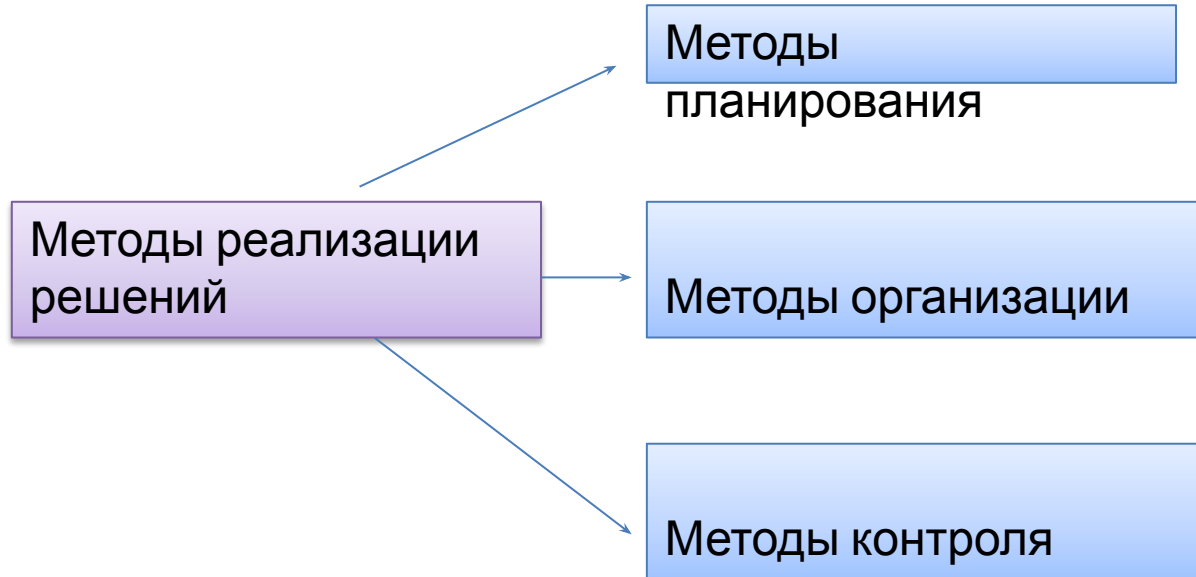 Методы
планирования
Методы реализации
решений
Методы организации
Методы контроля